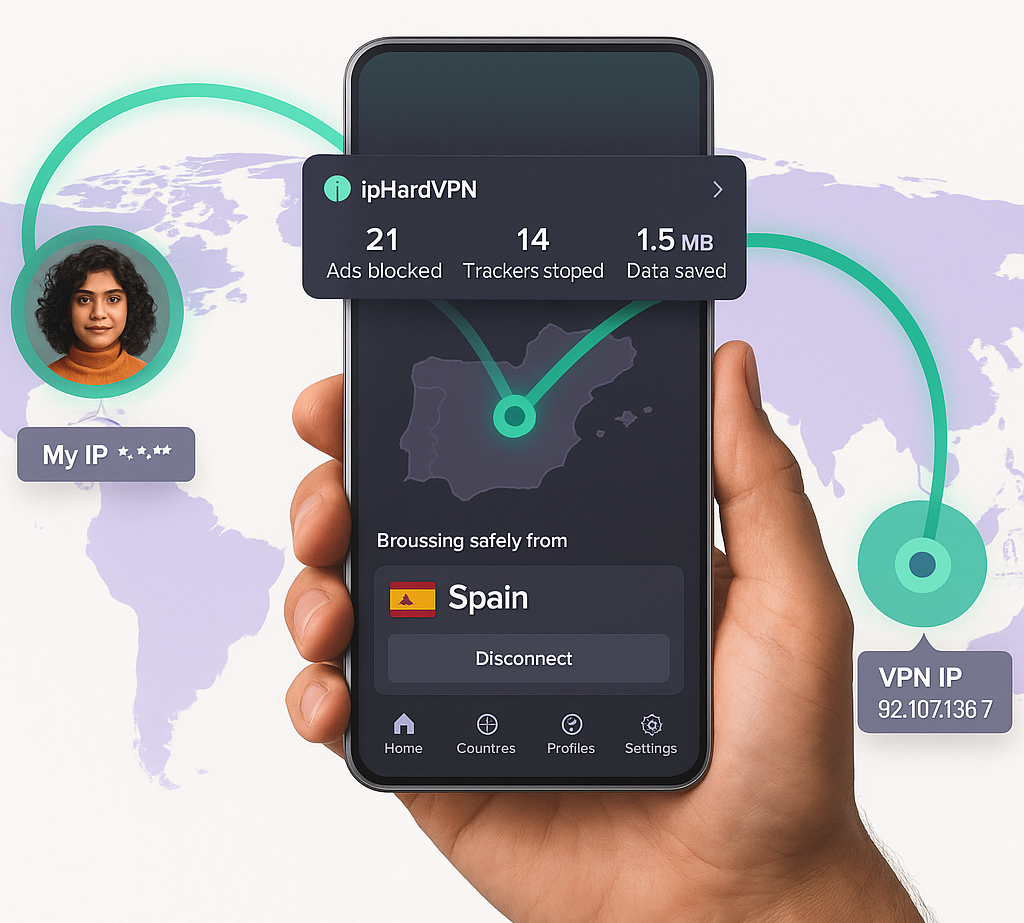 ipHardVPN
21
Ads blocked
14
Trackers stoped
1.5 MB
Data saved
My IP
Broussing safely from
Spain
Disconnect
Home
Countres
Profiles
Settings
VPN IP
92.107.136 7